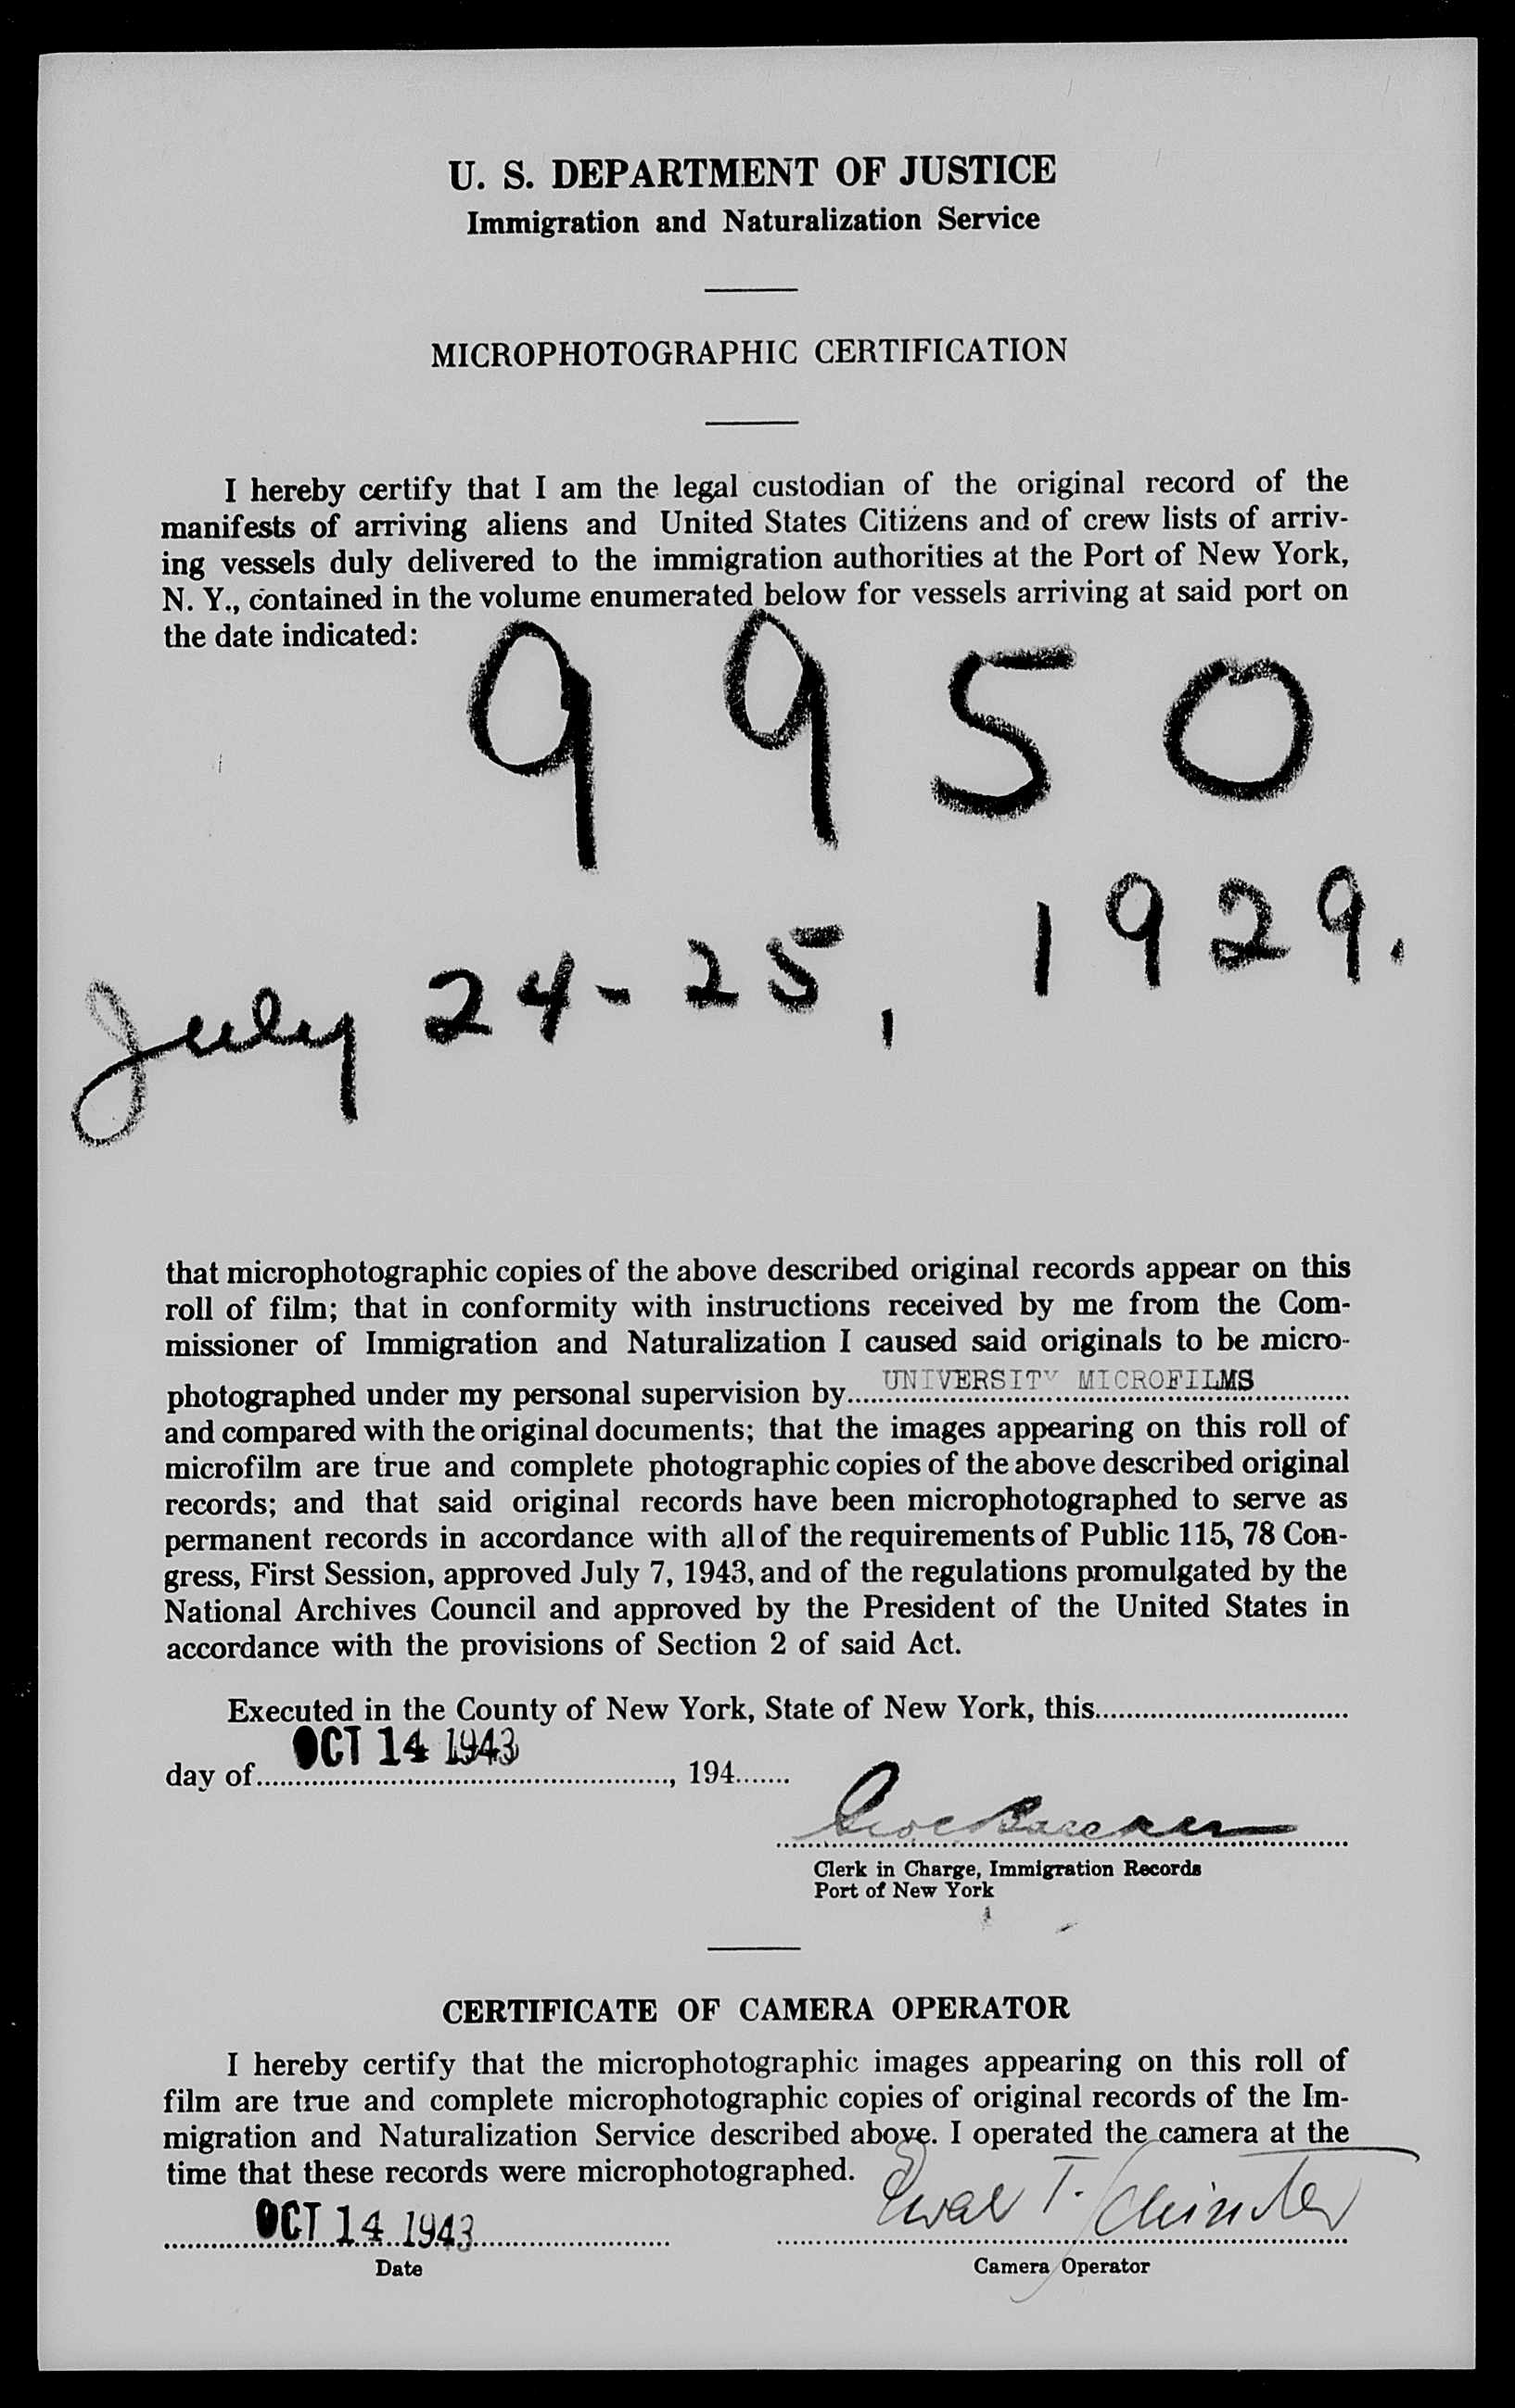 U. S. DEPARTMENT OF JUSTICE
Immigration and Naturalization Service
MICROPHOTOGRAPHIC CERTIFICATION
I hereby certify that I am the legal custodian of the original record of the
manifests of arriving aliens and United States Citizens and of crew lists of arriv-
ing vessels duly delivered to the immigration authorities at the Port of New York,
N. Y., contained in the volume enumerated below for vessels arriving at said port on
the date indicated:
9950
July 24-25, 1929.
that microphotographic copies of the above described original records appear on this
roll of film; that in conformity with instructions received by me from the Com-
missioner of Immigration and Naturalization I caused said originals to be micro-
photographed under my personal supervision by UNIVERSITY MICROFILMS
and compared with the original documents; that the images appearing on this roll of
microfilm are true and complete photographic copies of the above described original
records; and that said original records have been microphotographed to serve as
permanent records in accordance with all of the requirements of Public 115, 78 Con-
gress, First Session, approved July 7, 1943, and of the regulations promulgated by the
National Archives Council and approved by the President of the United States in
accordance with the provisions of Section 2 of said Act.
Executed in the County of New York, State of New York, this
day of OCT 14 1943, 194
Clerk in Charge, Immigration Records
Port of New York
CERTIFICATE OF CAMERA OPERATOR
I hereby certify that the microphotographic images appearing on this roll of
film are true and complete microphotographic copies of original records of the Im-
migration and Naturalization Service described above. I operated the camera at the
time that these records were microphotographed.
OCT 14 1943 T.
Date
Camera Operator